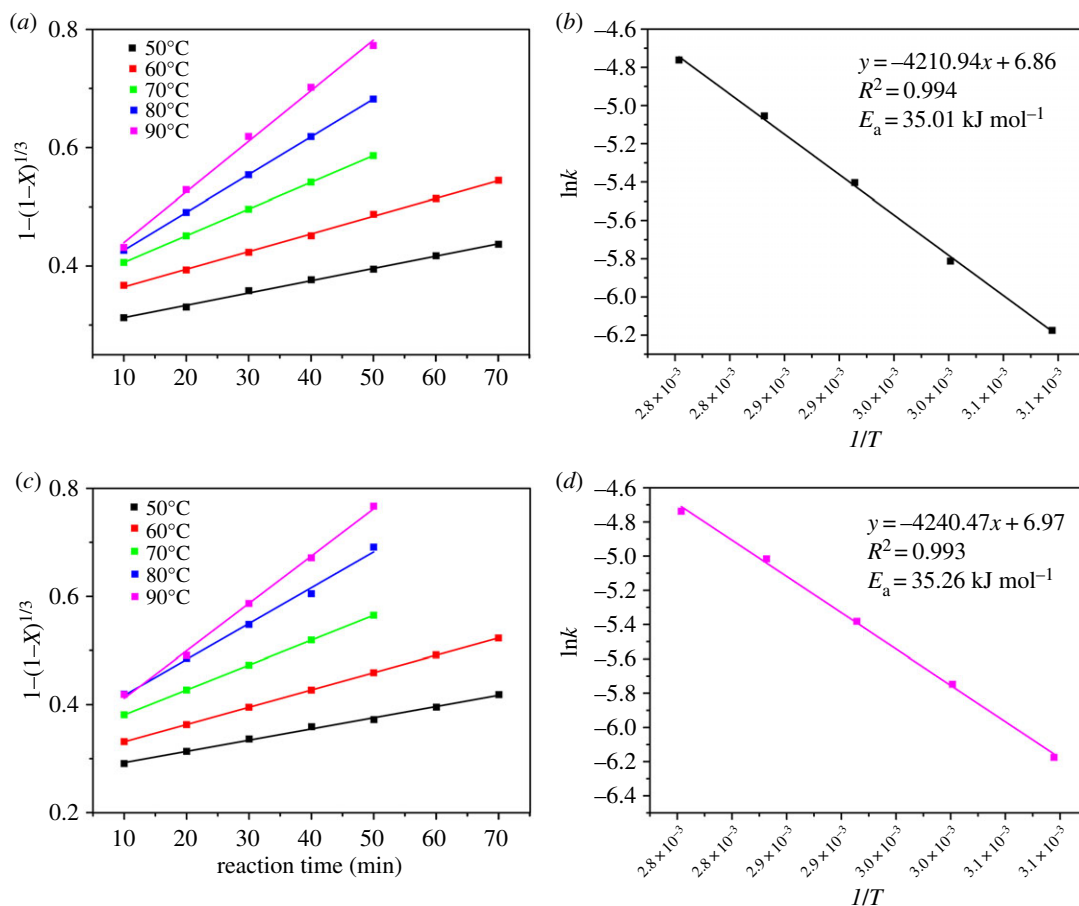 (a)
0.8
0.6
0.4
1–(1–X)^1/3
50°C
60°C
70°C
80°C
90°C
10 20 30 40 50 60 70
(b)
–4.6
–4.8
–5.0
–5.2
–5.4
–5.6
–5.8
–6.0
–6.2
lnk
y = –4210.94x + 6.86
R² = 0.994
Eₐ = 35.01 kJ mol⁻¹
2.8 × 10⁻³ 2.8 × 10⁻³ 2.9 × 10⁻³ 2.9 × 10⁻³ 3.0 × 10⁻³ 3.0 × 10⁻³ 3.1 × 10⁻³ 3.1 × 10⁻³
1/T
(c)
0.8
0.6
0.4
0.2
1–(1–X)^1/3
50°C
60°C
70°C
80°C
90°C
10 20 30 40 50 60 70
reaction time (min)
(d)
–4.6
–4.8
–5.0
–5.2
–5.4
–5.6
–5.8
–6.0
–6.2
–6.4
lnk
y = –4240.47x + 6.97
R² = 0.993
Eₐ = 35.26 kJ mol⁻¹
2.8 × 10⁻³ 2.8 × 10⁻³ 2.9 × 10⁻³ 2.9 × 10⁻³ 3.0 × 10⁻³ 3.0 × 10⁻³ 3.1 × 10⁻³ 3.1 × 10⁻³
1/T